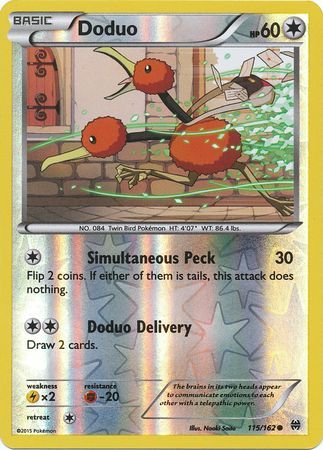 BASIC
Doduo
HP60
NO. 084 Twin Bird Pokémon HT: 4'07" WT: 86.4 lbs.
Simultaneous Peck 30
Flip 2 coins. If either of them is tails, this attack does
nothing.
Doduo Delivery
Draw 2 cards.
weakness
×2
resistance
-20
retreat
The brains in its two heads appear
to communicate emotions to each
other with a telepathic power.
©2015 Pokémon
Illus. Naoki Saito
115/162